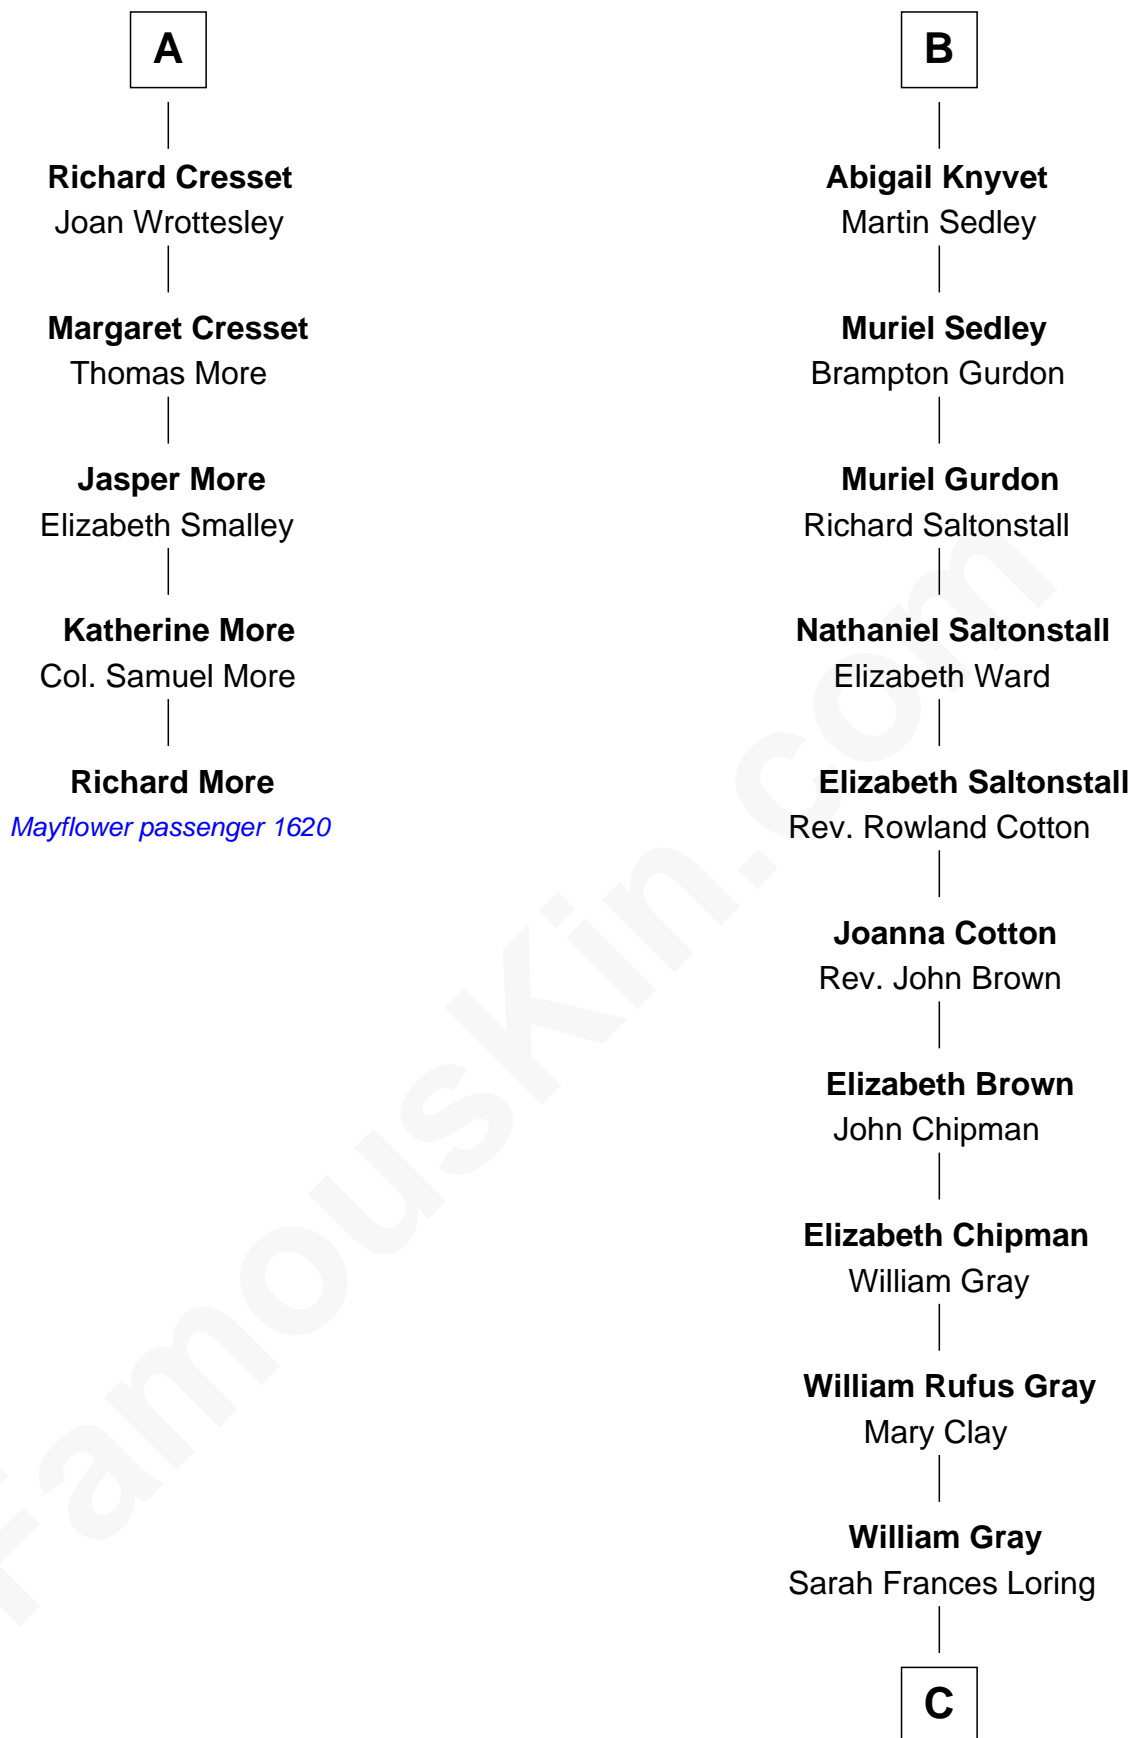 A
Richard Cresset
Joan Wrottesley
Margaret Cresset
Thomas More
Jasper More
Elizabeth Smalley
Katherine More
Col. Samuel More
Richard More
Mayflower passenger 1620
B
Abigail Knyvet
Martin Sedley
Muriel Sedley
Brampton Gurdon
Muriel Gurdon
Richard Saltonstall
Nathaniel Saltonstall
Elizabeth Ward
Elizabeth Saltonstall
Rev. Rowland Cotton
Joanna Cotton
Rev. John Brown
Elizabeth Brown
John Chipman
Elizabeth Chipman
William Gray
William Rufus Gray
Mary Clay
William Gray
Sarah Frances Loring
C
FamousKin.com